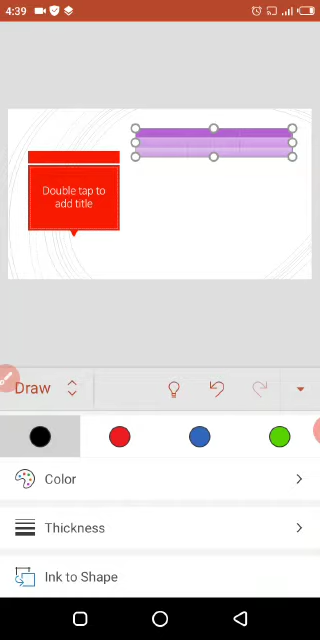 4:39
Double tap to
add title
Draw
Color
Thickness
Ink to Shape